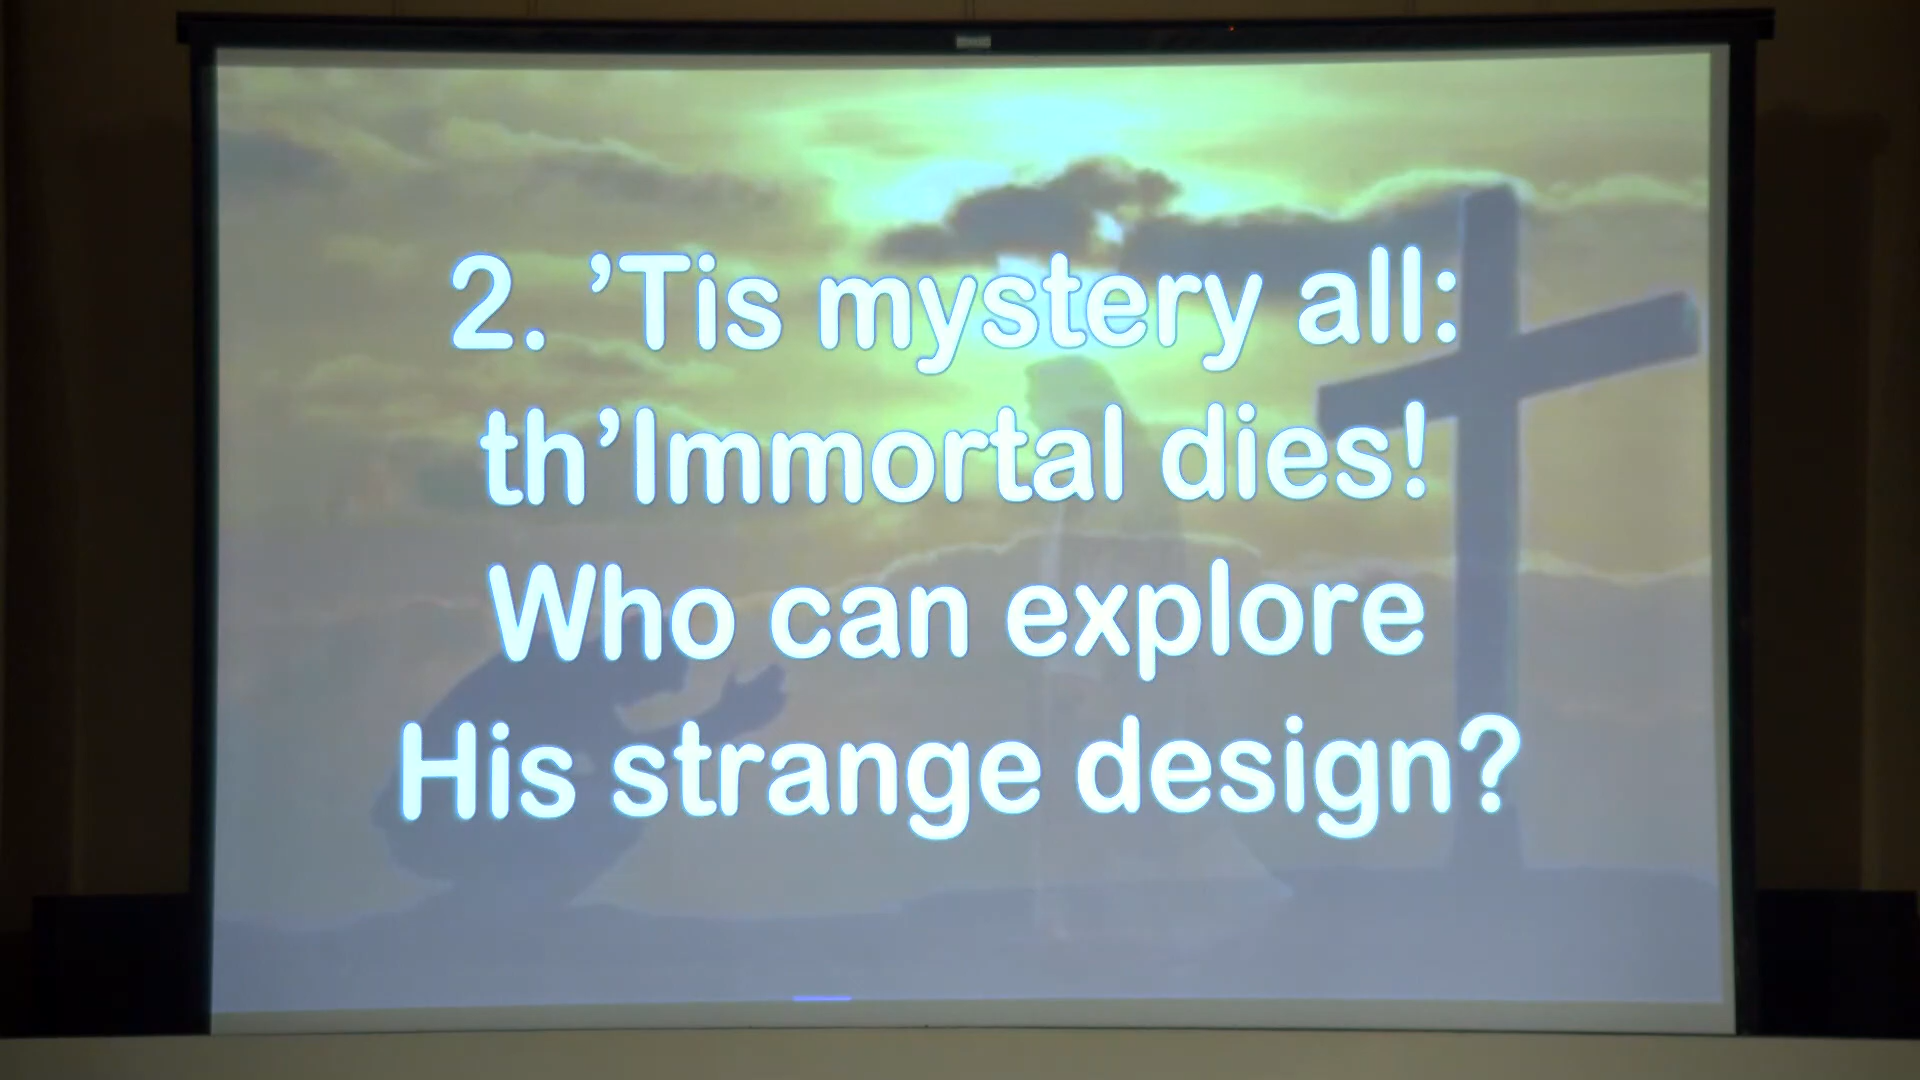 2. ’Tis mystery all:
th’Immortal dies!
Who can explore
His strange design?